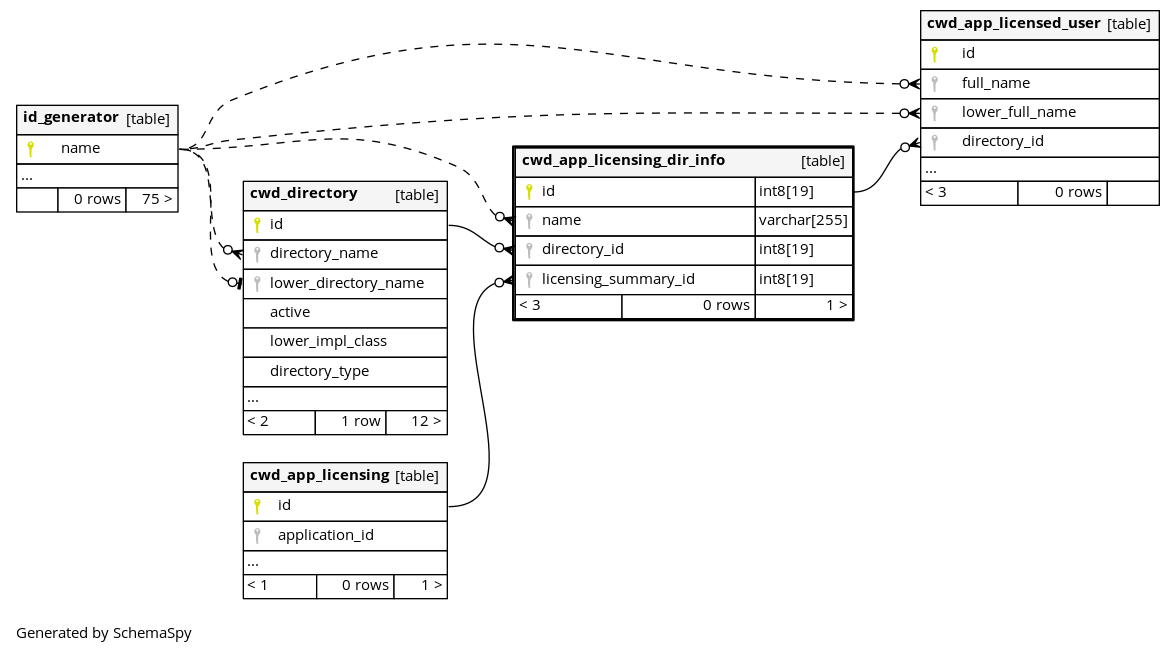 cwd_app_licensed_user [table]
id
full_name
lower_full_name
directory_id
...
< 3 0 rows
id_generator [table]
name
...
0 rows 75 >
cwd_app_licensing_dir_info [table]
id int8[19]
name varchar[255]
directory_id int8[19]
licensing_summary_id int8[19]
< 3 0 rows 1 >
cwd_directory [table]
id
directory_name
lower_directory_name
active
lower_impl_class
directory_type
...
< 2 1 row 12 >
cwd_app_licensing [table]
id
application_id
...
< 1 0 rows 1 >
Generated by SchemaSpy